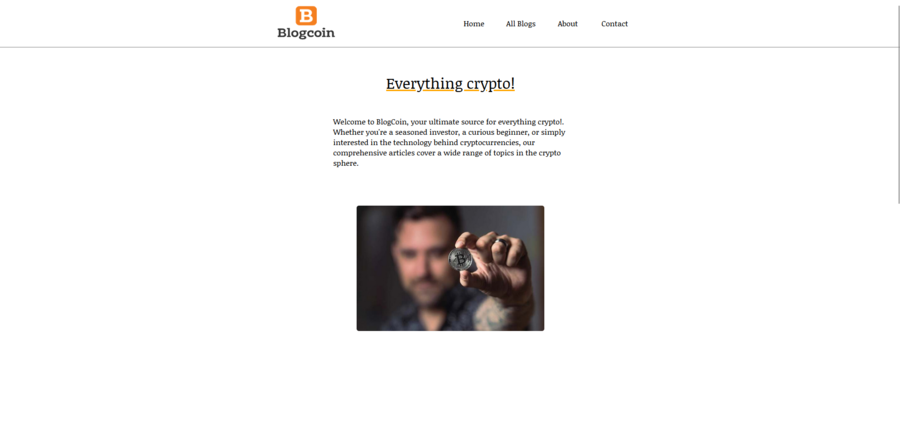 B
Blogcoin
Home
All Blogs
About
Contact
Everything crypto!
Welcome to BlogCoin, your ultimate source for everything crypto!.
Whether you're a seasoned investor, a curious beginner, or simply
interested in the technology behind cryptocurrencies, our
comprehensive articles cover a wide range of topics in the crypto
sphere.